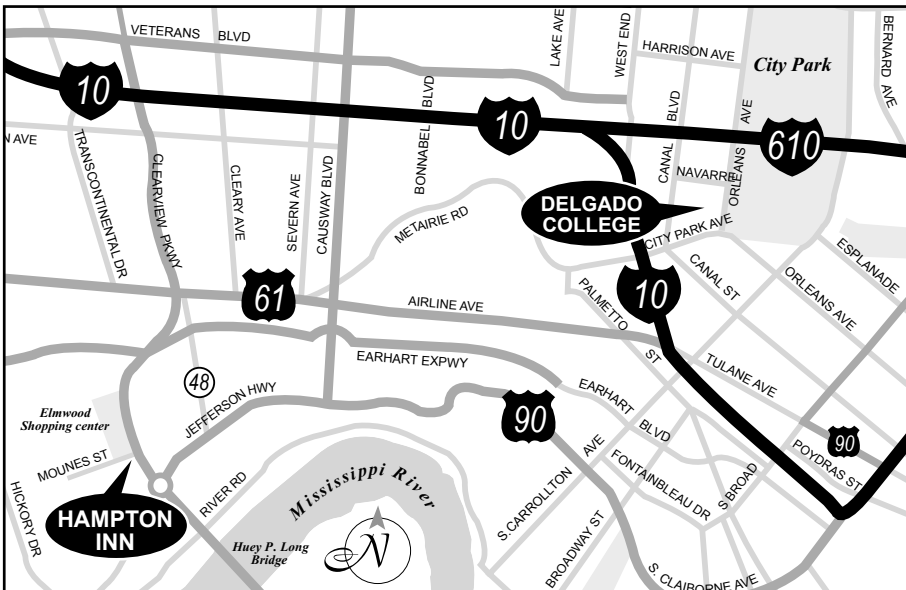 VETERANS BLVD
LAKE AVE
WEST END
HARRISON AVE
City Park
BERNARD AVE
10
10
610
N AVE
TRANSCONTINENTAL DR
CLEARVIEW PKWY
CLEARY AVE
SEVERN AVE
CAUSWAY BLVD
BONNABEL BLVD
CANAL BLVD
ORLEANS AVE
NAVARRE
METAIRIE RD
DELGADO
COLLEGE
CITY PARK AVE
ESPLANADE
61
AIRLINE AVE
10
PALMETTO ST
CANAL ST
ORLEANS AVE
EARHART EXPWY
TULANE AVE
48
JEFFERSON HWY
Elmwood
Shopping center
90
EARHART BLVD
90
POYDRAS ST
MOUNES ST
HICKORY DR
RIVER RD
Mississippi River
S.CARROLLTON AVE
FONTAINBLEAU DR
S.BROAD
HAMPTON
INN
Huey P. Long
Bridge
N
BROADWAY ST
S. CLAIBORNE AVE